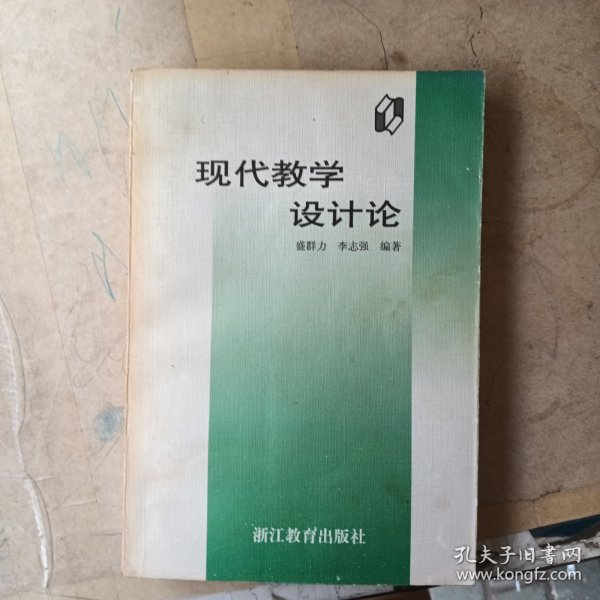 现代教学
设计论
盛群力 李志强 编著
浙江教育出版社
孔夫子旧书网
www.kongfz.com